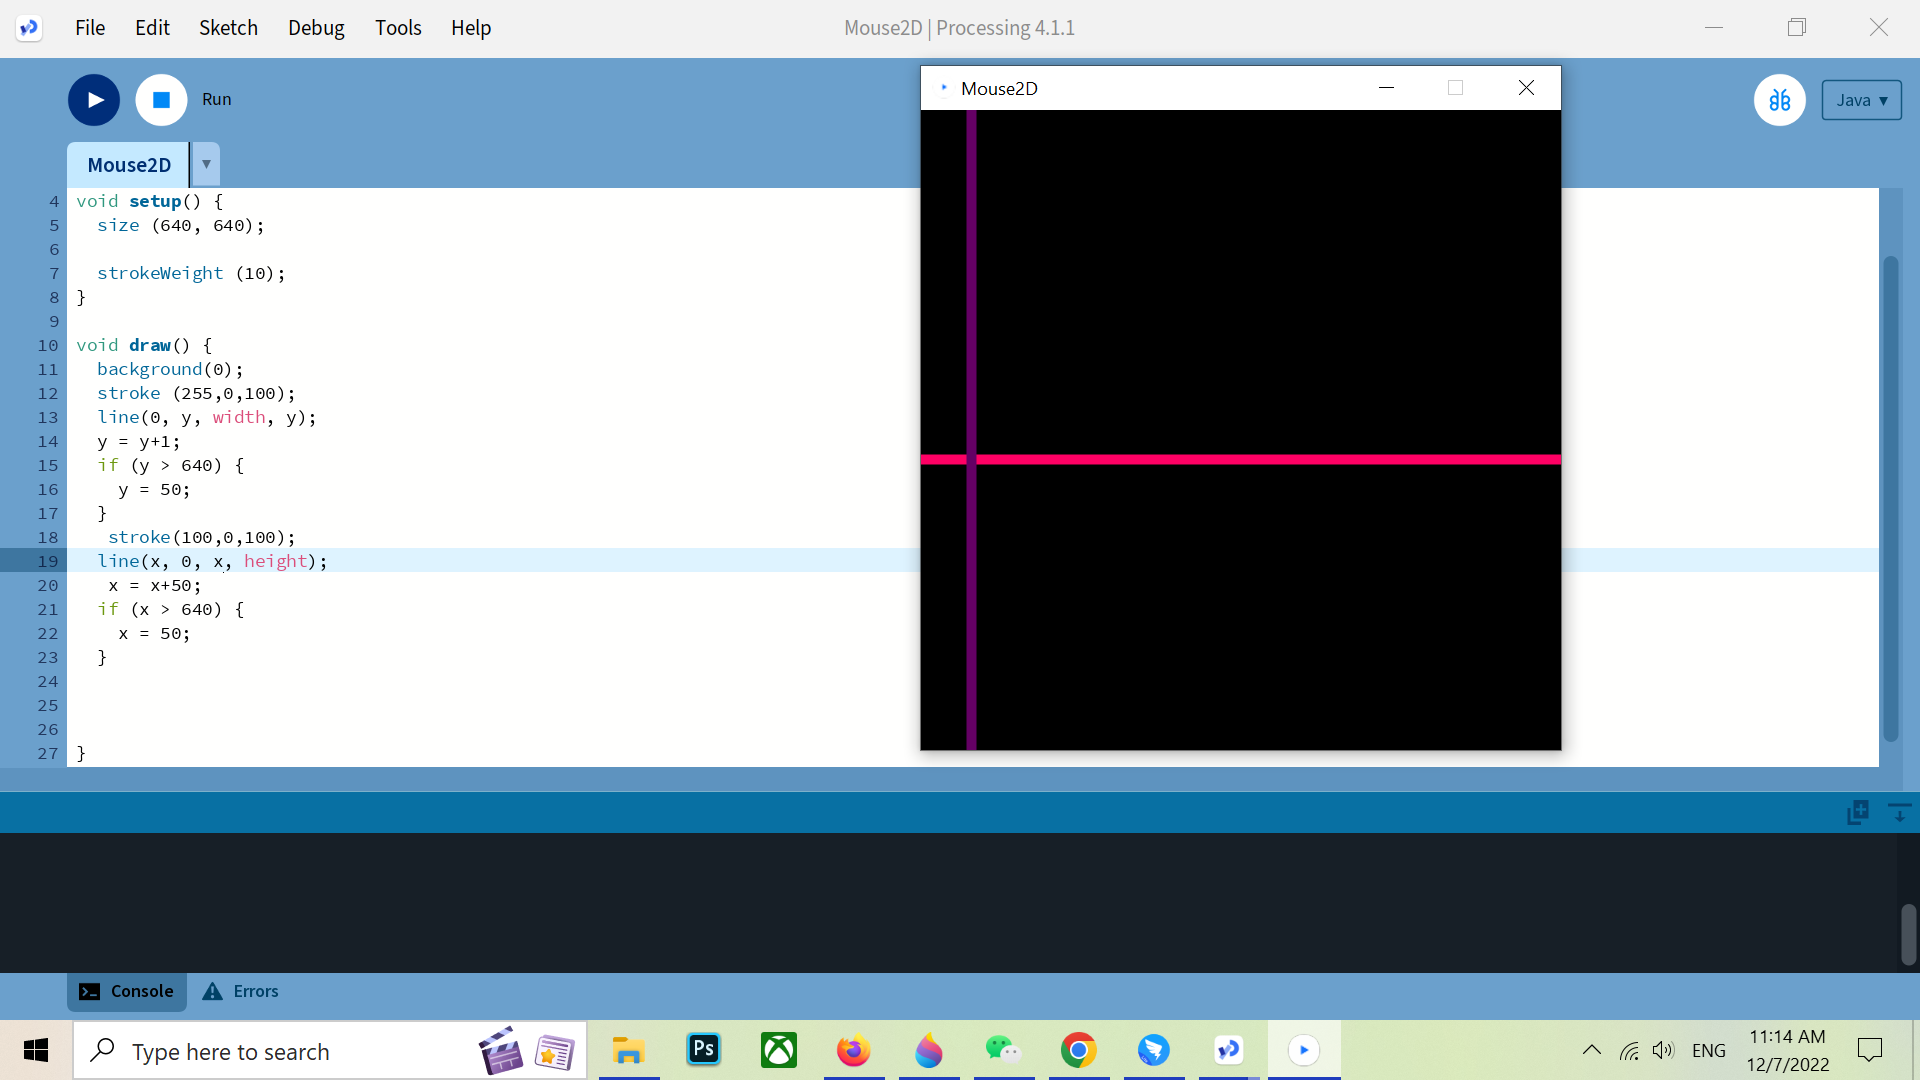 File Edit Sketch Debug Tools Help
Mouse2D | Processing 4.1.1
Run
Java ▾
Mouse2D
Mouse2D
4 void setup() {
5   size (640, 640);
6
7   strokeWeight (10);
8 }
9
10 void draw() {
11   background(0);
12   stroke (255,0,100);
13   line(0, y, width, y);
14   y = y+1;
15   if (y > 640) {
16     y = 50;
17   }
18    stroke(100,0,100);
19   line(x, 0, x, height);
20    x = x+50;
21   if (x > 640) {
22     x = 50;
23   }
24
25
26
27 }
Console Errors
Type here to search
Ps
ENG
11:14 AM
12/7/2022